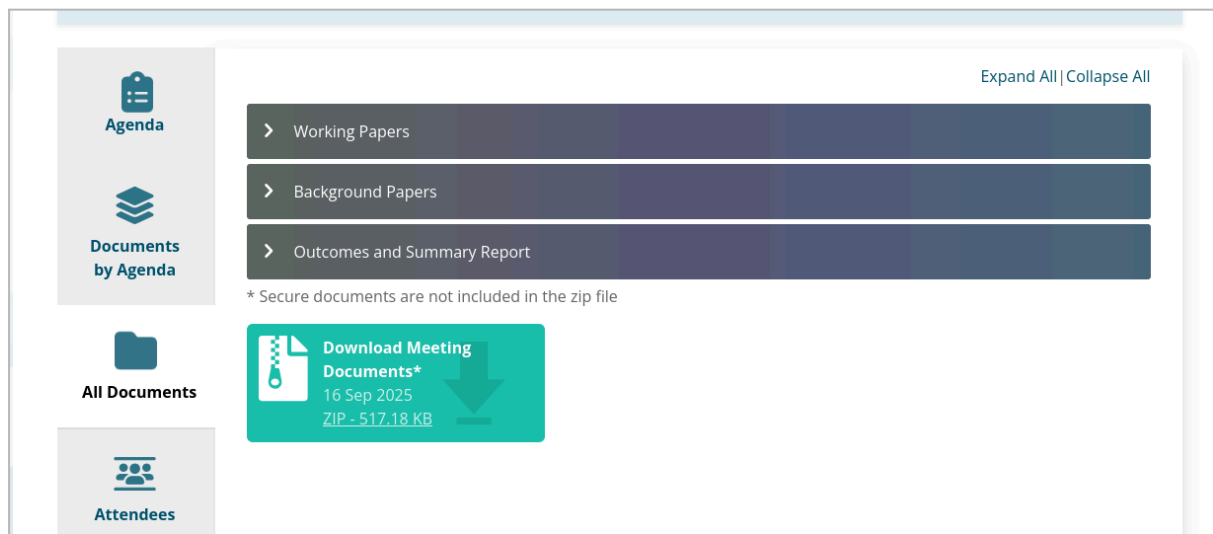 Expand All|Collapse All
Agenda
Working Papers
Background Papers
Documents
by Agenda
Outcomes and Summary Report
* Secure documents are not included in the zip file
Download Meeting
Documents*
16 Sep 2025
ZIP - 517.18 KB
All Documents
Attendees